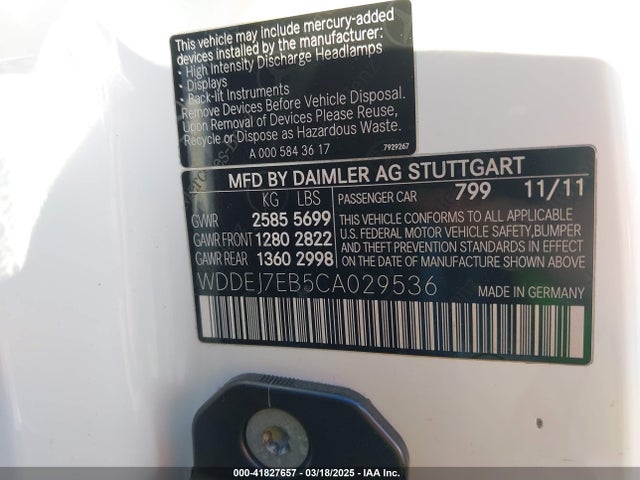 This vehicle may include mercury-added
devices installed by the manufacturer:
• High Intensity Discharge Headlamps
• Displays
• Back-lit Instruments
Remove Devices Before Vehicle Disposal.
Upon Removal of Devices Please Reuse,
Recycle or Dispose as Hazardous Waste.
A 000 584 36 17 7929267
MFD BY DAIMLER AG STUTTGART
KG LBS PASSENGER CAR 799 11/11
GVWR 2585 5699
GAWR FRONT 1280 2822
GAWR REAR 1360 2998
THIS VEHICLE CONFORMS TO ALL APPLICABLE
U.S. FEDERAL MOTOR VEHICLE SAFETY,BUMPER
AND THEFT PREVENTION STANDARDS IN EFFECT
ON THE DATE OF MANUFACTURE SHOWN ABOVE
WDDEJ7EB5CA029536 MADE IN GERMANY
000-41827657 - 03/18/2025 - IAA Inc.